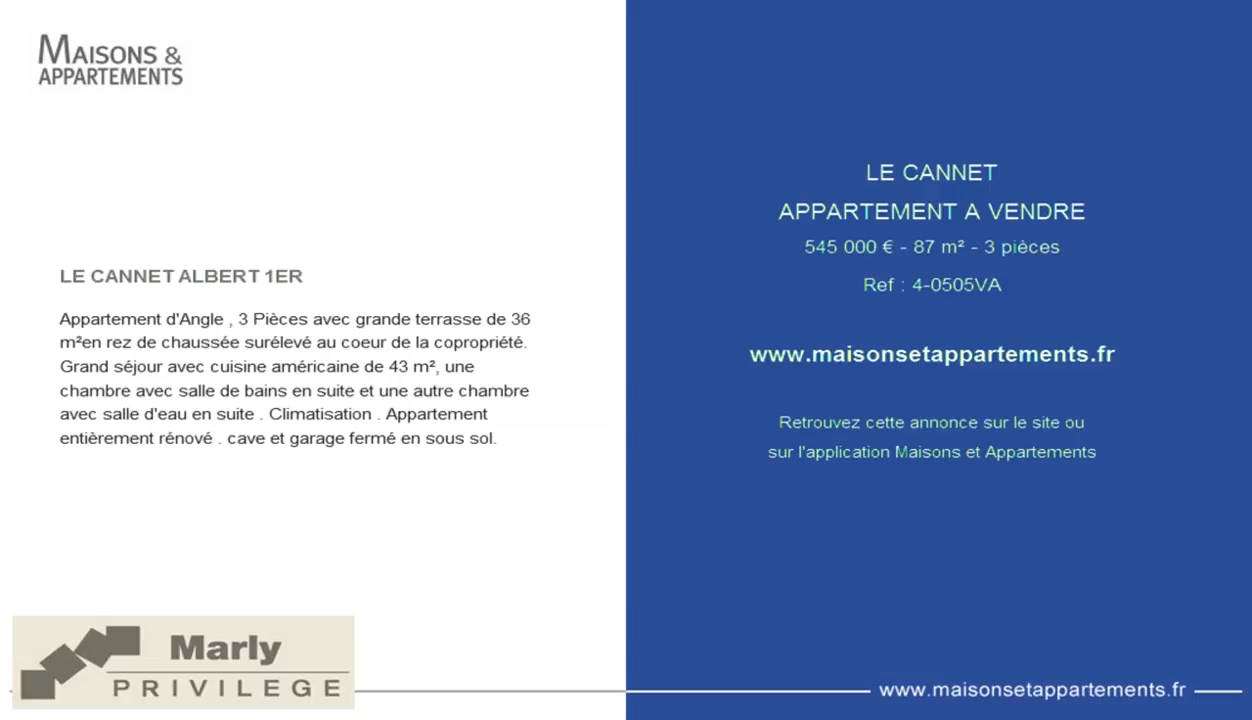 MAISONS &
APPARTEMENTS
LE CANNET ALBERT 1ER
Appartement d'Angle , 3 Pièces avec grande terrasse de 36
m²en rez de chaussée surélevé au coeur de la copropriété.
Grand séjour avec cuisine américaine de 43 m², une
chambre avec salle de bains en suite et une autre chambre
avec salle d'eau en suite . Climatisation . Appartement
entièrement rénové . cave et garage fermé en sous sol.
Marly
PRIVILEGE
LE CANNET
APPARTEMENT A VENDRE
545 000 € - 87 m² - 3 pièces
Ref : 4-0505VA
www.maisonsetappartements.fr
Retrouvez cette annonce sur le site ou
sur l'application Maisons et Appartements
www.maisonsetappartements.fr